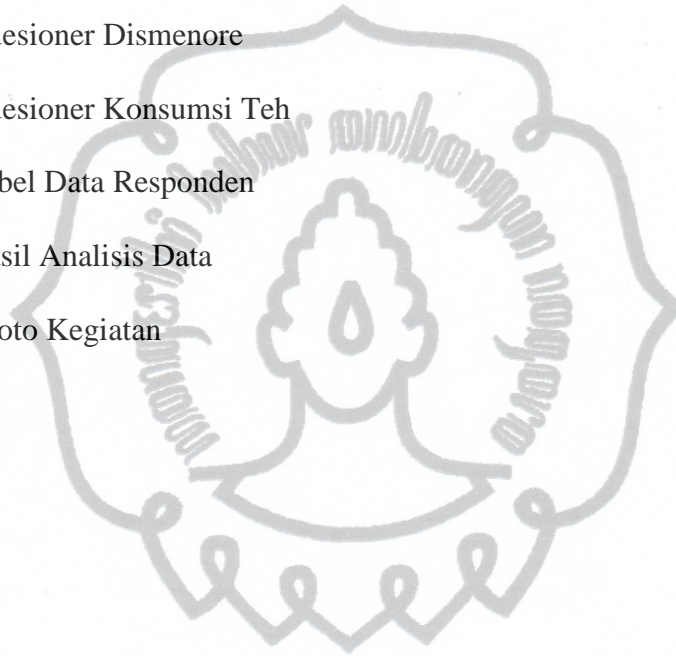 esioner Dismenore
esioner Konsumsi Teh
bel Data Responden
sil Analisis Data
oto Kegiatan